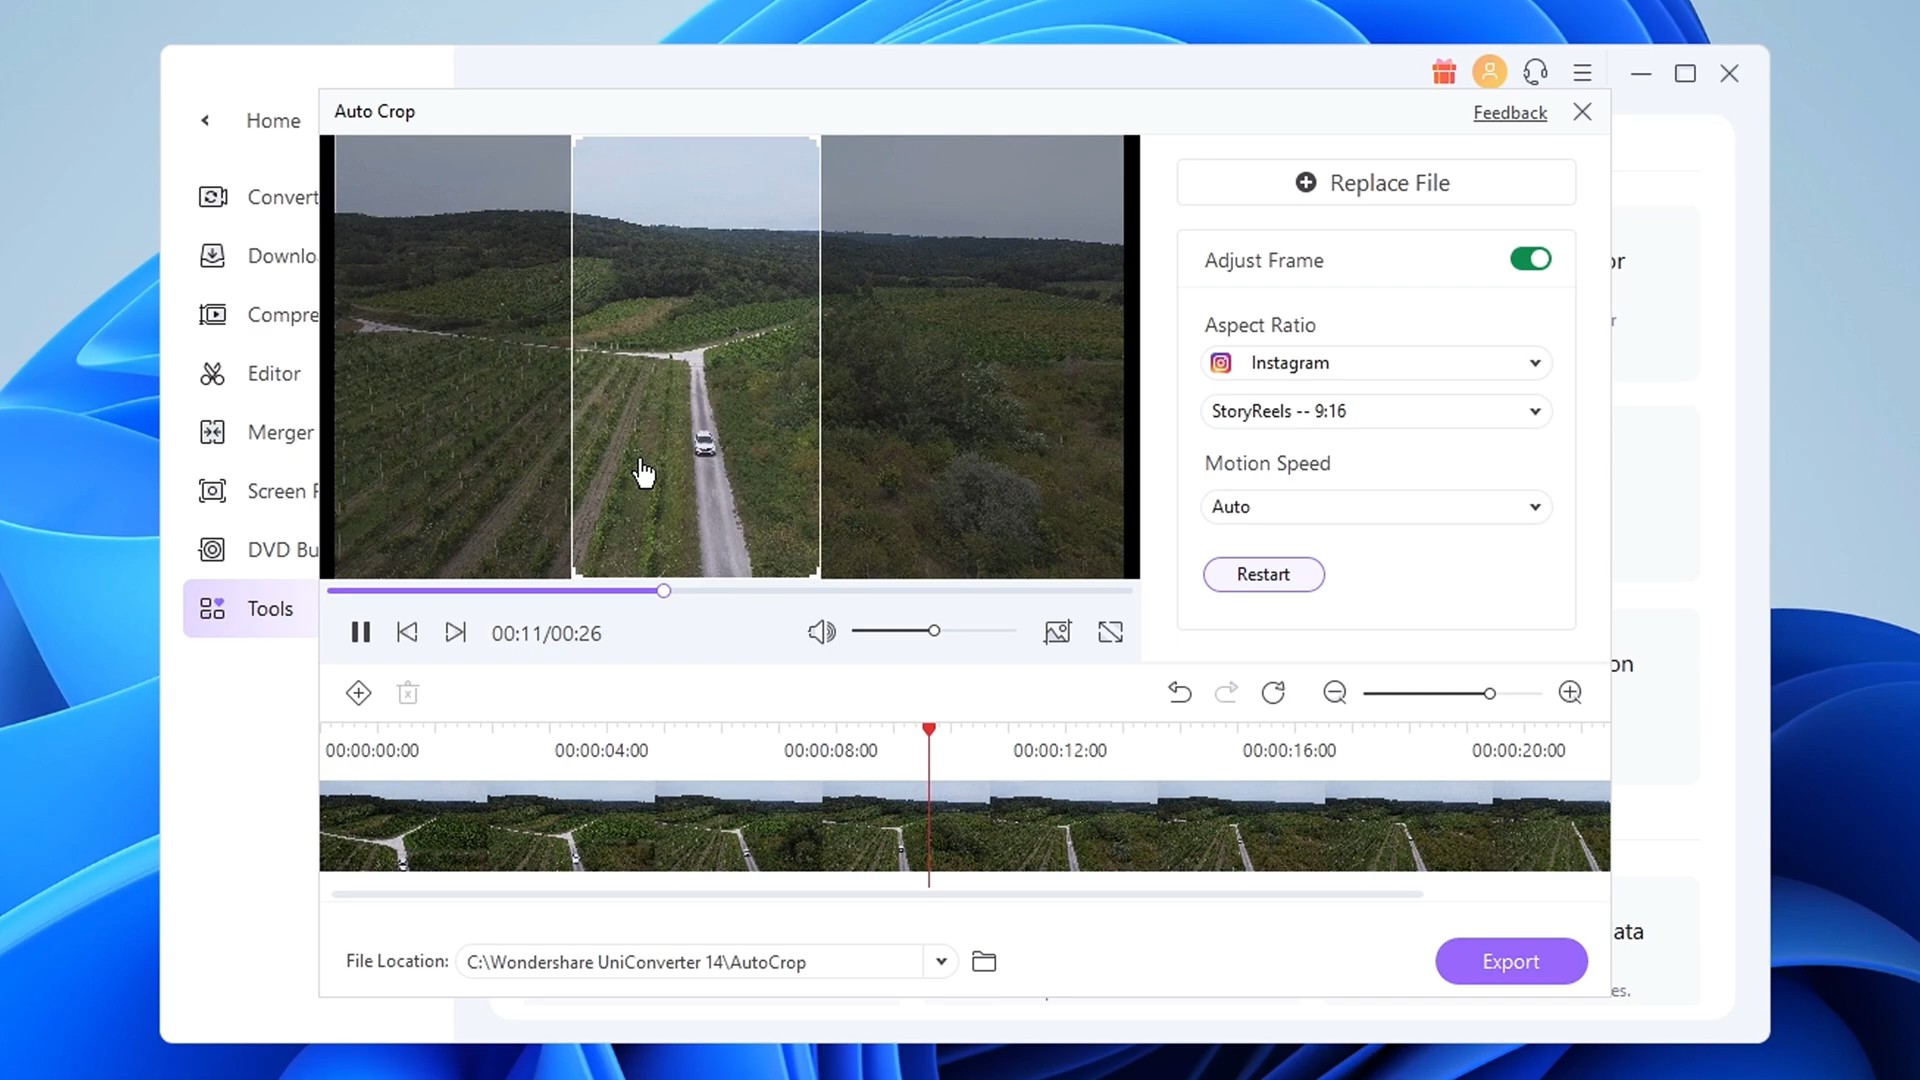 Home
Convert
Downlo
Compre
Editor
Merger
Screen R
DVD Bu
Tools
Auto Crop
Feedback
Replace File
Adjust Frame
Aspect Ratio
Instagram
StoryReels -- 9:16
Motion Speed
Auto
Restart
00:11/00:26
00:00:00:00 00:00:04:00 00:00:08:00 00:00:12:00 00:00:16:00 00:00:20:00
File Location: C:\Wondershare UniConverter 14\AutoCrop
Export
or
r
on
ata
es.